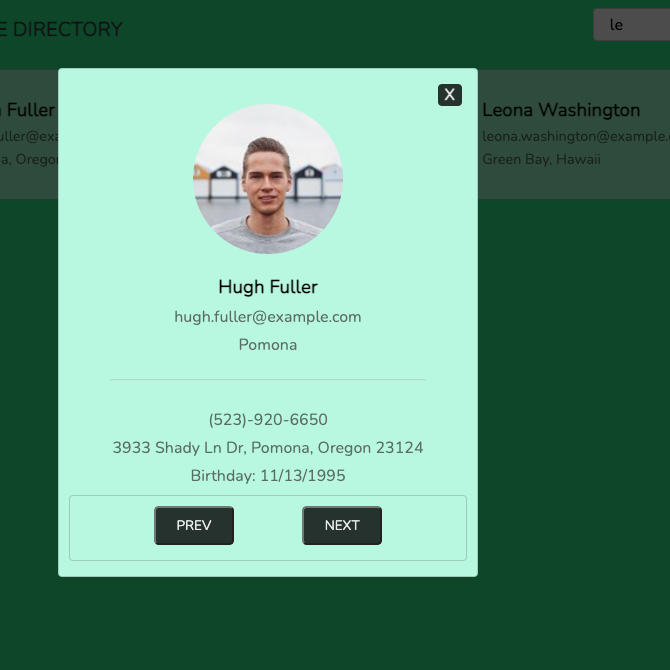 E DIRECTORY
le
Fuller
uller@exa
a, Orego
X
Hugh Fuller
hugh.fuller@example.com
Pomona
(523)-920-6650
3933 Shady Ln Dr, Pomona, Oregon 23124
Birthday: 11/13/1995
PREV NEXT
Leona Washington
leona.washington@example.
Green Bay, Hawaii